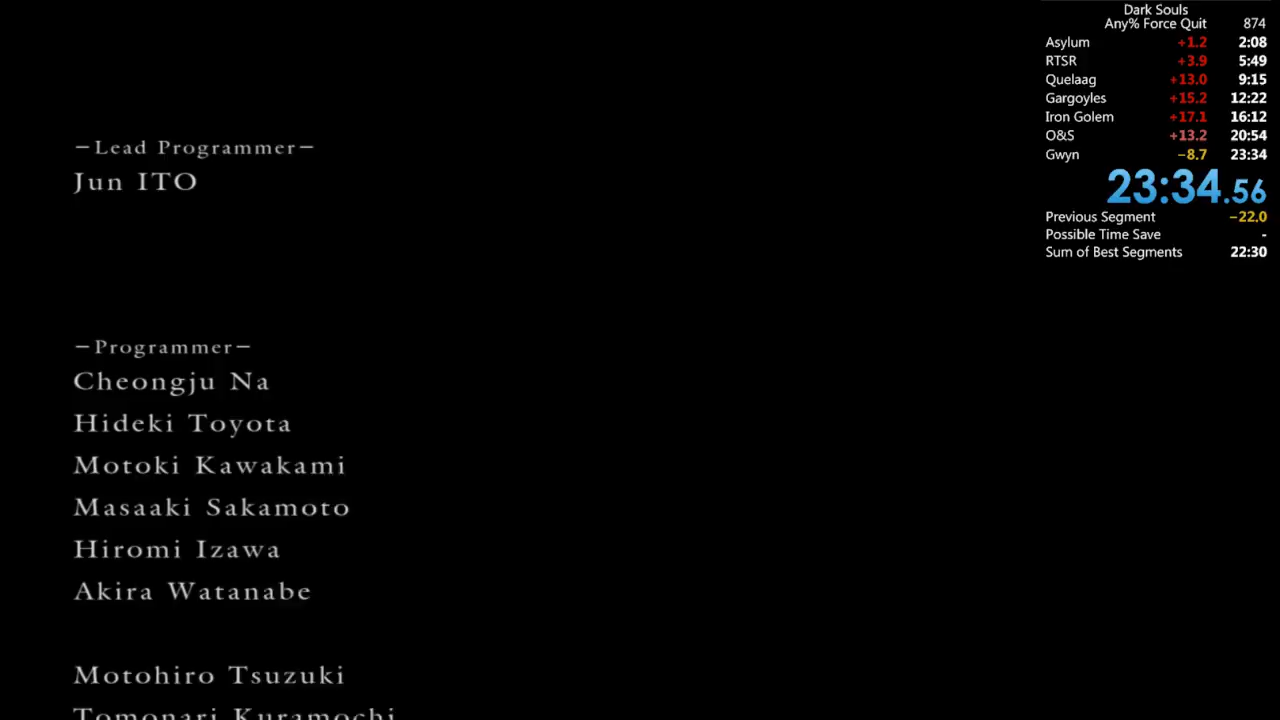 —Lead Programmer—
Jun ITO
—Programmer—
Cheongju Na
Hideki Toyota
Motoki Kawakami
Masaaki Sakamoto
Hiromi Izawa
Akira Watanabe
Motohiro Tsuzuki
Tomonari Kuramochi
Dark Souls
Any% Force Quit 874
Asylum +1.2 2:08
RTSR +3.9 5:49
Quelaag +13.0 9:15
Gargoyles +15.2 12:22
Iron Golem +17.1 16:12
O&S +13.2 20:54
Gwyn −8.7 23:34
23:34.56
Previous Segment −22.0
Possible Time Save -
Sum of Best Segments 22:30